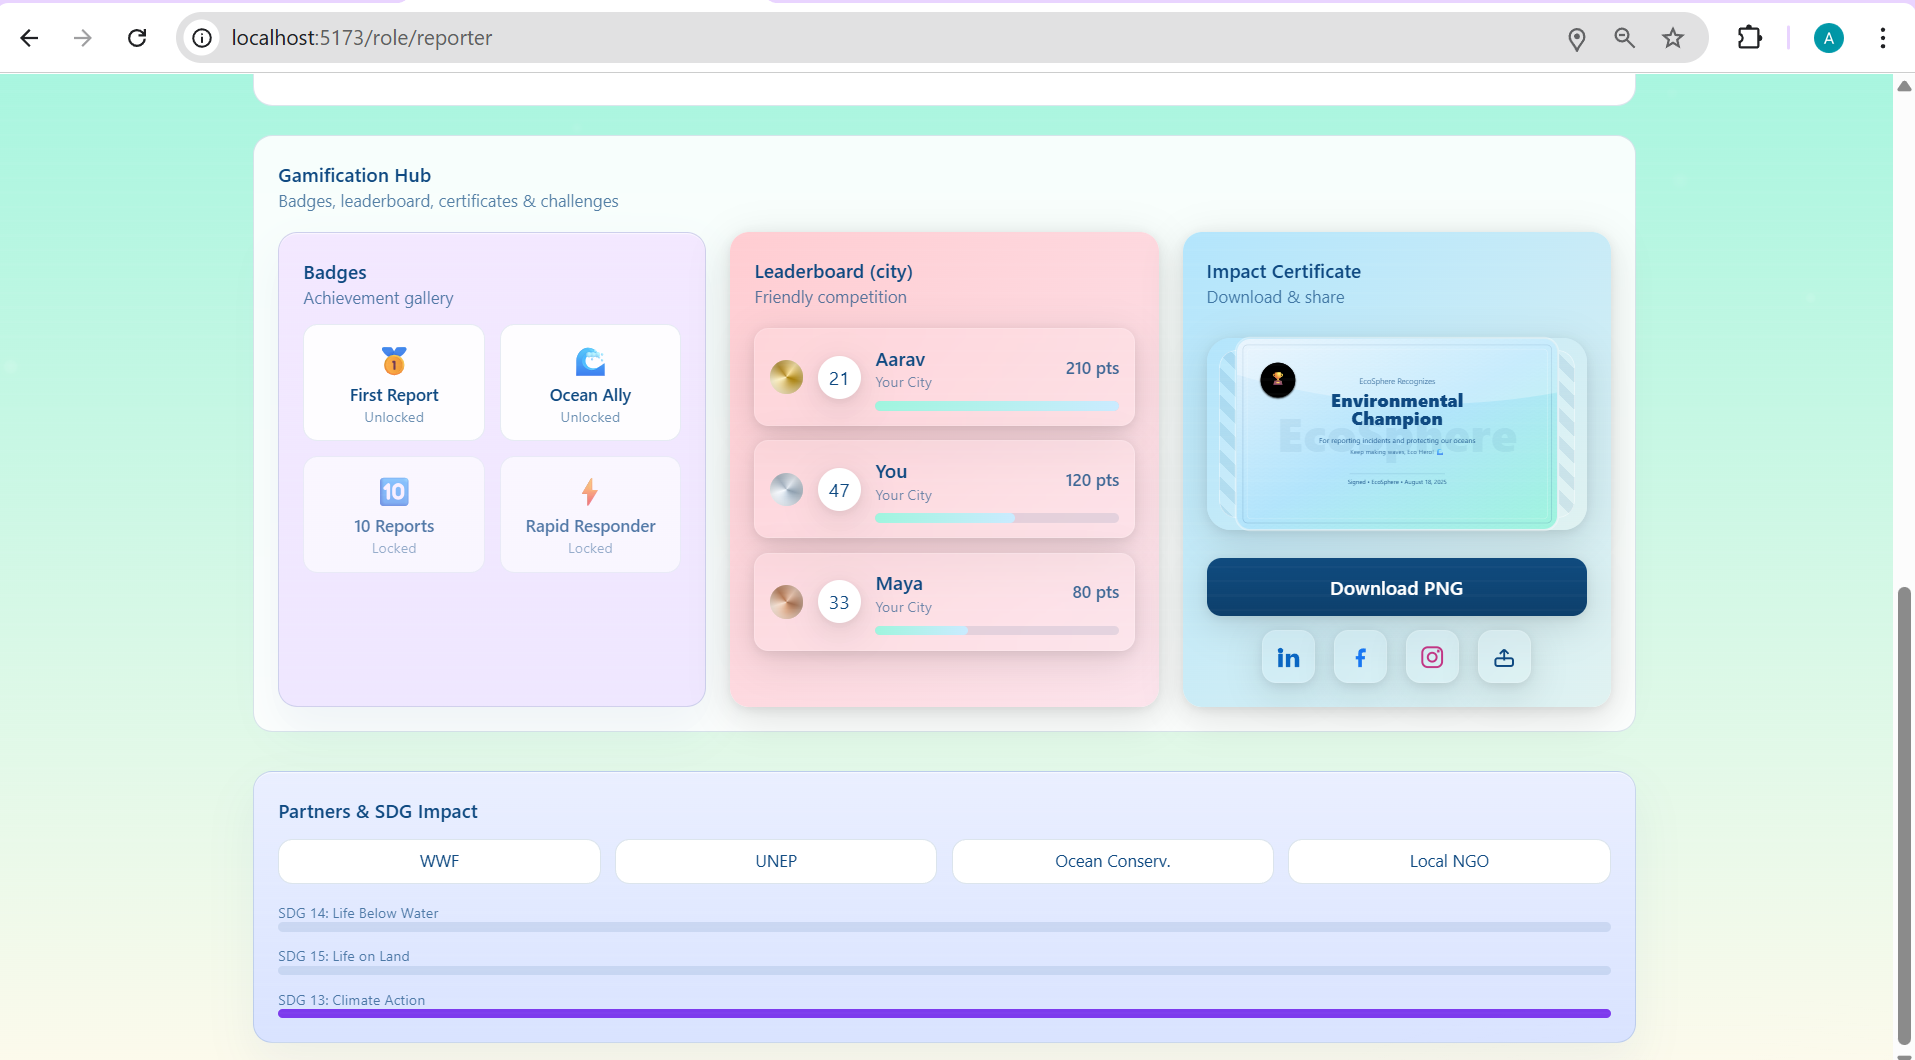 localhost:5173/role/reporter
A
Gamification Hub
Badges, leaderboard, certificates & challenges
Badges
Achievement gallery
1
First Report
Unlocked
Ocean Ally
Unlocked
10
10 Reports
Locked
Rapid Responder
Locked
Leaderboard (city)
Friendly competition
21
Aarav
Your City
210 pts
47
You
Your City
120 pts
33
Maya
Your City
80 pts
Impact Certificate
Download & share
EcoSphere
EcoSphere Recognizes
Environmental
Champion
For reporting incidents and protecting our oceans
Keep making waves, Eco Hero!
Signed • EcoSphere • August 18, 2025
Download PNG
in
f
Partners & SDG Impact
WWF
UNEP
Ocean Conserv.
Local NGO
SDG 14: Life Below Water
SDG 15: Life on Land
SDG 13: Climate Action